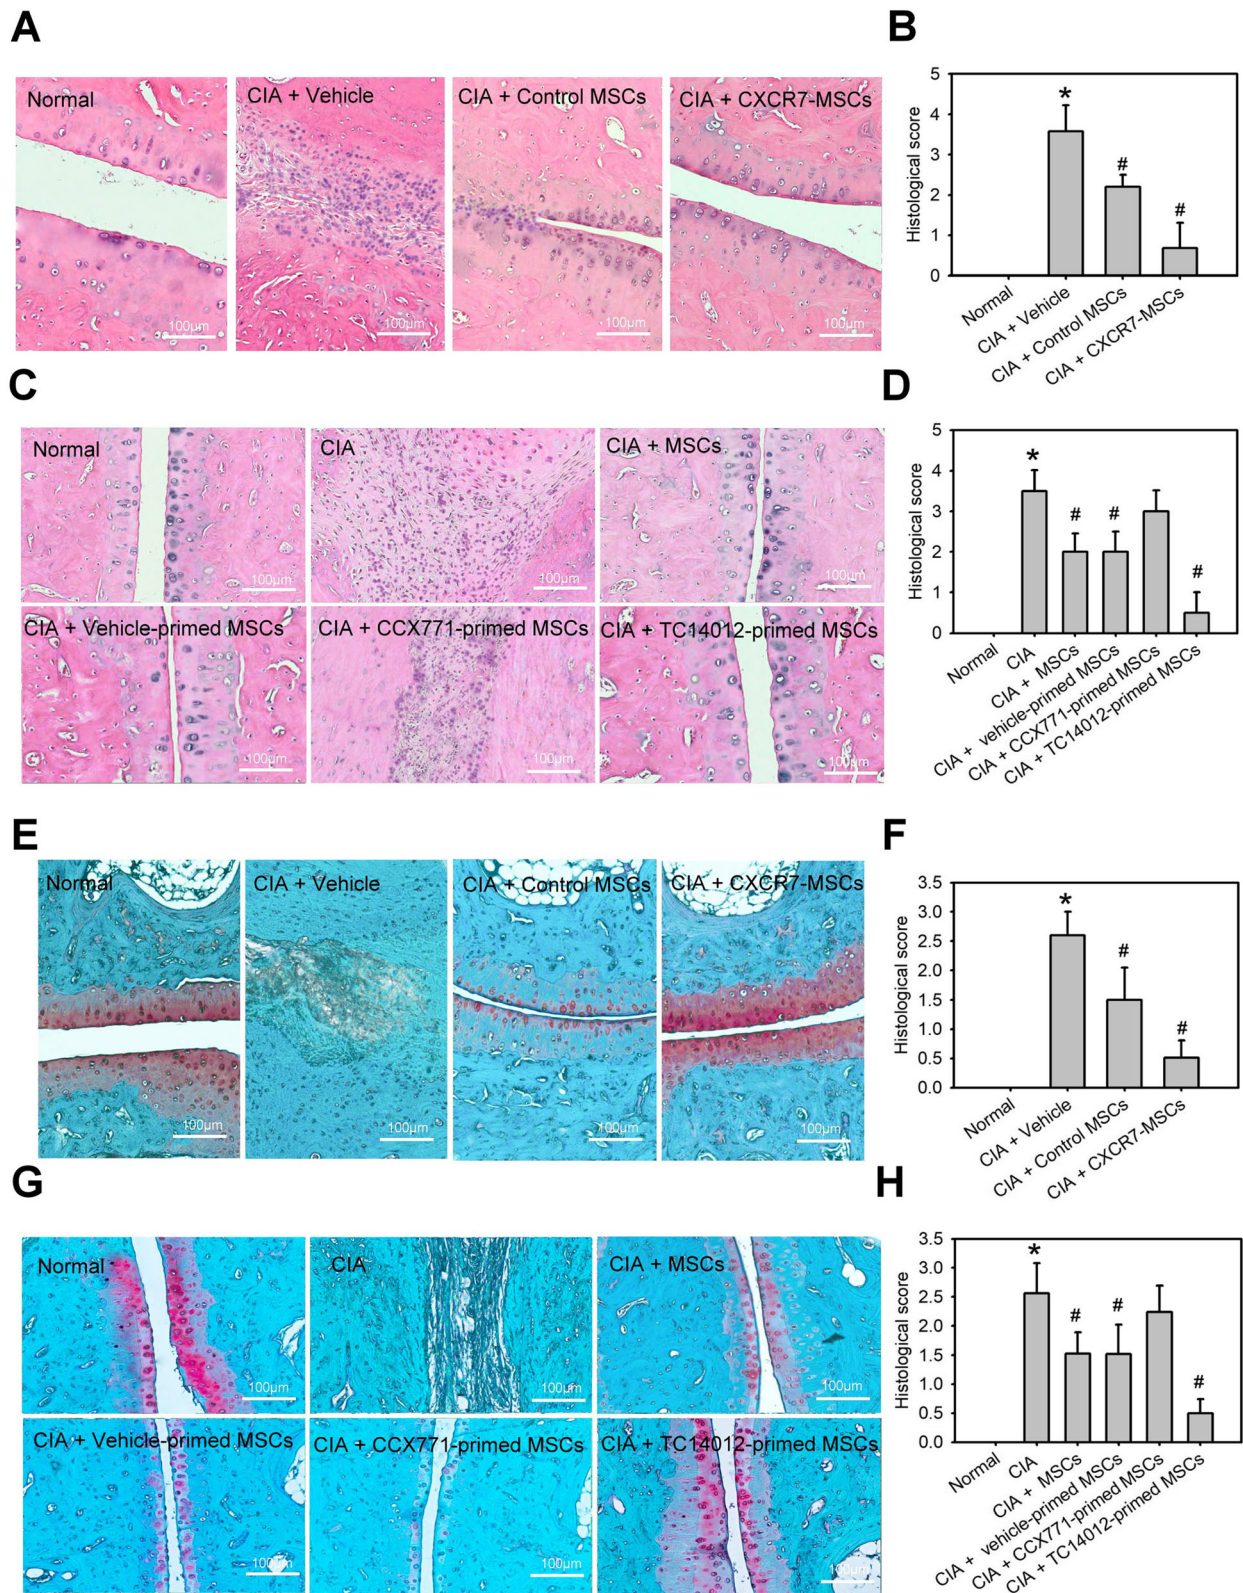 A
Normal
CIA + Vehicle
CIA + Control MSCs
CIA + CXCR7-MSCs
100μm
100μm
100μm
100μm
B
Histological score
5
4
3
2
1
0
*
#
#
Normal
CIA + Vehicle
CIA + Control MSCs
CIA + CXCR7-MSCs
C
Normal
CIA
CIA + MSCs
100μm
100μm
100μm
CIA + Vehicle-primed MSCs
CIA + CCX771-primed MSCs
CIA + TC14012-primed MSCs
100μm
100μm
100μm
D
Histological score
5
4
3
2
1
0
*
#
#
#
Normal
CIA
CIA + MSCs
CIA + vehicle-primed MSCs
CIA + CCX771-primed MSCs
CIA + TC14012-primed MSCs
E
Normal
CIA + Vehicle
CIA + Control MSCs
CIA + CXCR7-MSCs
100μm
100μm
100μm
100μm
F
Histological score
3.5
3.0
2.5
2.0
1.5
1.0
0.5
0.0
*
#
#
Normal
CIA + Vehicle
CIA + Control MSCs
CIA + CXCR7-MSCs
G
Normal
CIA
CIA + MSCs
100μm
100μm
100μm
CIA + Vehicle-primed MSCs
CIA + CCX771-primed MSCs
CIA + TC14012-primed MSCs
100μm
100μm
100μm
H
Histological score
3.5
3.0
2.5
2.0
1.5
1.0
0.5
0.0
*
#
#
#
Normal
CIA
CIA + MSCs
CIA + vehicle-primed MSCs
CIA + CCX771-primed MSCs
CIA + TC14012-primed MSCs